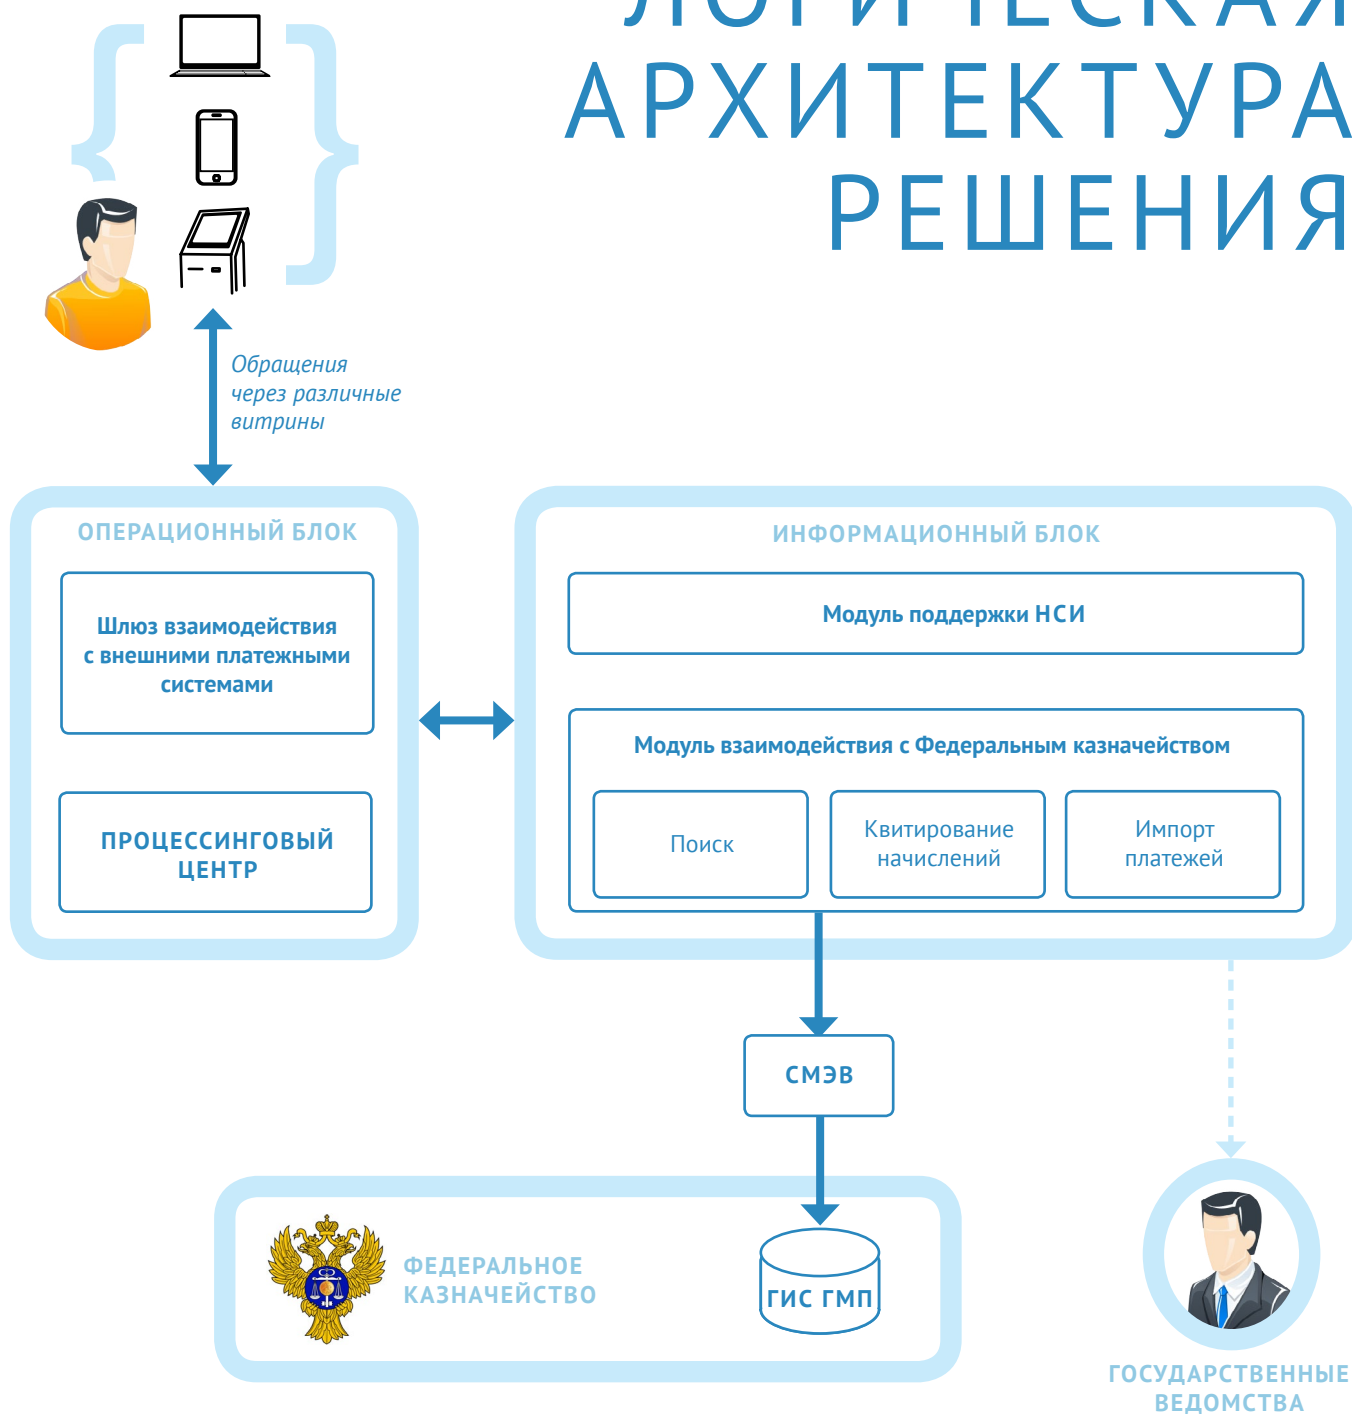 ЛОГИЧЕСКАЯ
АРХИТЕКТУРА
РЕШЕНИЯ
Обращения
через различные
витрины
ОПЕРАЦИОННЫЙ БЛОК
Шлюз взаимодействия
с внешними платежными
системами
ПРОЦЕССИНГОВЫЙ
ЦЕНТР
ИНФОРМАЦИОННЫЙ БЛОК
Модуль поддержки НСИ
Модуль взаимодействия с Федеральным казначейством
Поиск
Квитирование
начислений
Импорт
платежей
СМЭВ
ФЕДЕРАЛЬНОЕ
КАЗНАЧЕЙСТВО
ГИС ГМП
ГОСУДАРСТВЕННЫЕ
ВЕДОМСТВА